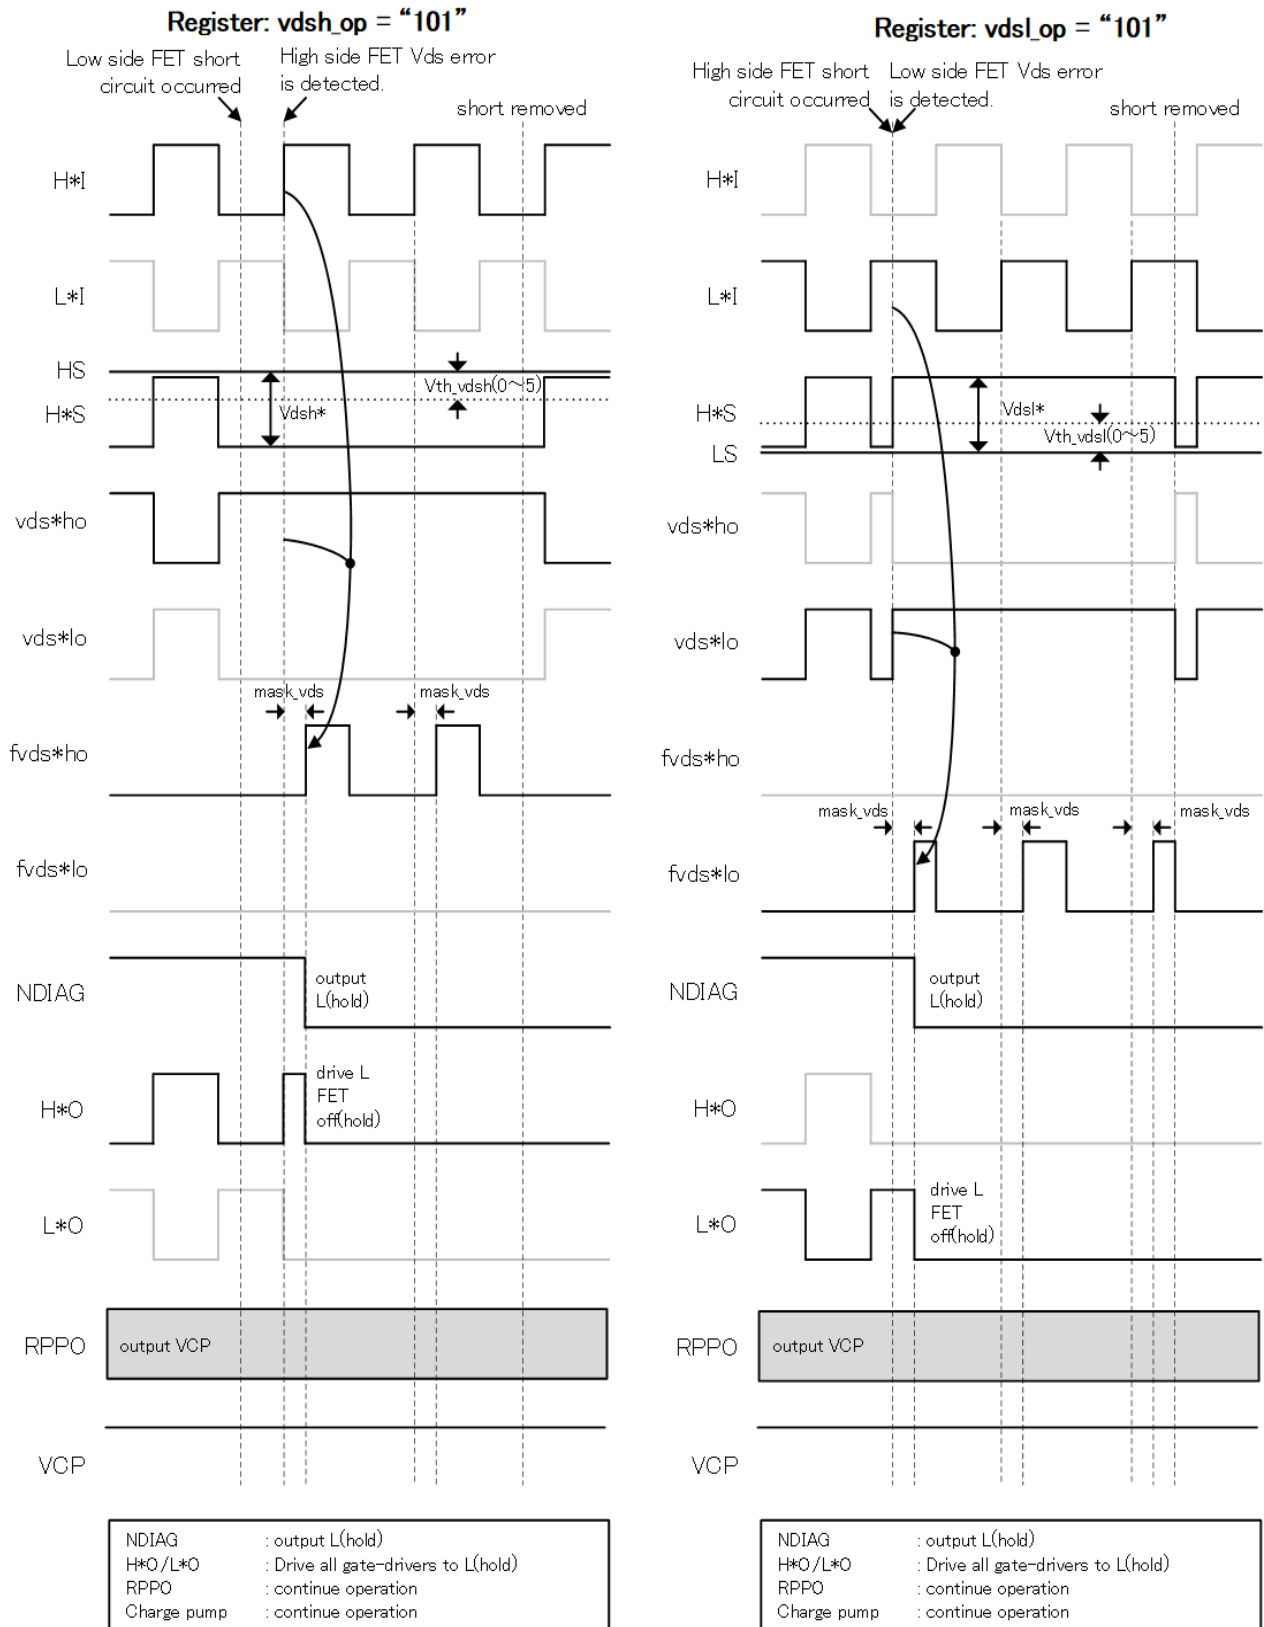 Register: vdsh_op = “101”
Low side FET short
circuit occurred
High side FET Vds error
is detected.
short removed
H*I
L*I
HS
Vth_vdsh(0～5)
H*S
Vdsh*
vds*ho
vds*lo
mask_vds
mask_vds
fvds*ho
fvds*lo
NDIAG
output
L(hold)
H*O
drive L
FET
off(hold)
L*O
RPPO
output VCP
VCP
NDIAG : output L(hold)
H*O/L*O : Drive all gate-drivers to L(hold)
RPPO : continue operation
Charge pump : continue operation
Register: vdsl_op = “101”
High side FET short
circuit occurred
Low side FET Vds error
is detected.
short removed
H*I
L*I
H*S
Vdsl*
Vth_vdsl(0～5)
LS
vds*ho
vds*lo
fvds*ho
mask_vds
mask_vds
mask_vds
fvds*lo
NDIAG
output
L(hold)
H*O
L*O
drive L
FET
off(hold)
RPPO
output VCP
VCP
NDIAG : output L(hold)
H*O/L*O : Drive all gate-drivers to L(hold)
RPPO : continue operation
Charge pump : continue operation